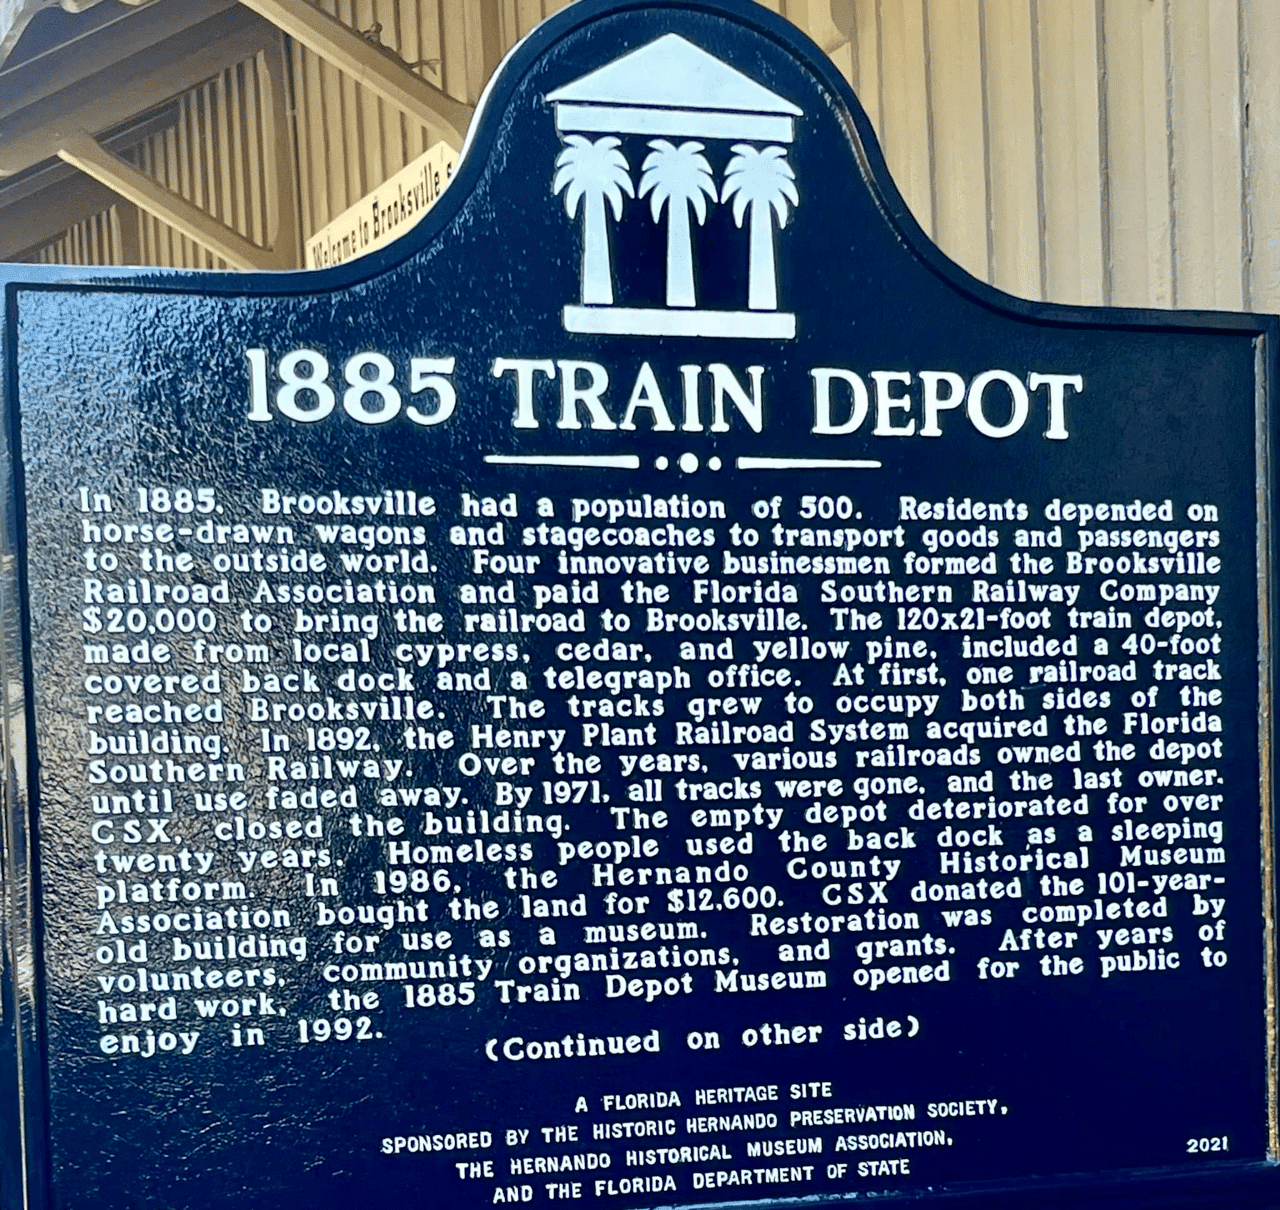 Welcome to Brooksville's
1885 TRAIN DEPOT
In 1885, Brooksville had a population of 500. Residents depended on
horse-drawn wagons and stagecoaches to transport goods and passengers
to the outside world. Four innovative businessmen formed the Brooksville
Railroad Association and paid the Florida Southern Railway Company
$20,000 to bring the railroad to Brooksville. The 120x21-foot train depot,
made from local cypress, cedar, and yellow pine, included a 40-foot
covered back dock and a telegraph office. At first, one railroad track
reached Brooksville. The tracks grew to occupy both sides of the
building. In 1892, the Henry Plant Railroad System acquired the Florida
Southern Railway. Over the years, various railroads owned the depot
until use faded away. By 1971, all tracks were gone, and the last owner,
CSX, closed the building. The empty depot deteriorated for over
twenty years. Homeless people used the back dock as a sleeping
platform. In 1986, the Hernando County Historical Museum
Association bought the land for $12,600. CSX donated the 101-year-
old building for use as a museum. Restoration was completed by
volunteers, community organizations, and grants. After years of
hard work, the 1885 Train Depot Museum opened for the public to
enjoy in 1992.
(Continued on other side)
A FLORIDA HERITAGE SITE
SPONSORED BY THE HISTORIC HERNANDO PRESERVATION SOCIETY,
THE HERNANDO HISTORICAL MUSEUM ASSOCIATION,
AND THE FLORIDA DEPARTMENT OF STATE
2021